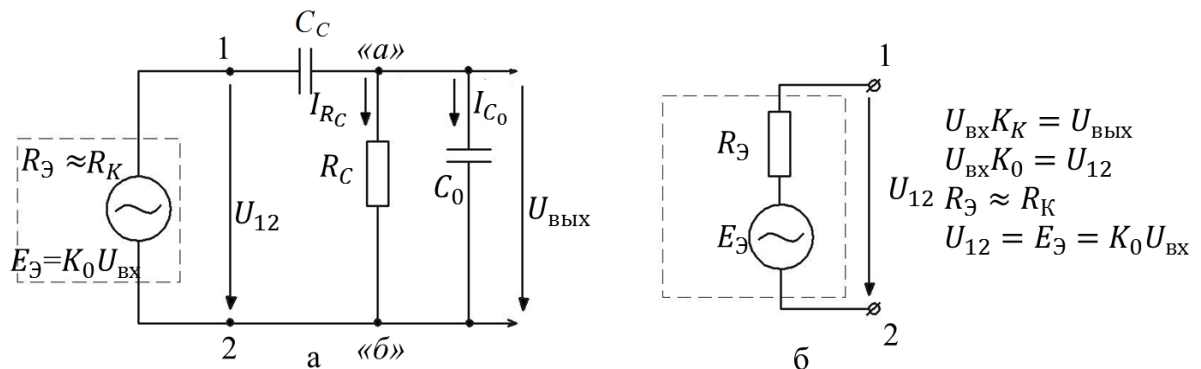 C_C
1
«а»
I_{R_C}
I_{C_0}
R_Э ≈R_K
R_C
C_0
U_12
U_вых
E_Э=K_0U_вх
2
«б»
а
1
R_Э
U_12
E_Э
2
б
U_вхK_K = U_вых
U_вхK_0 = U_12
R_Э ≈ R_К
U_12 = E_Э = K_0U_вх